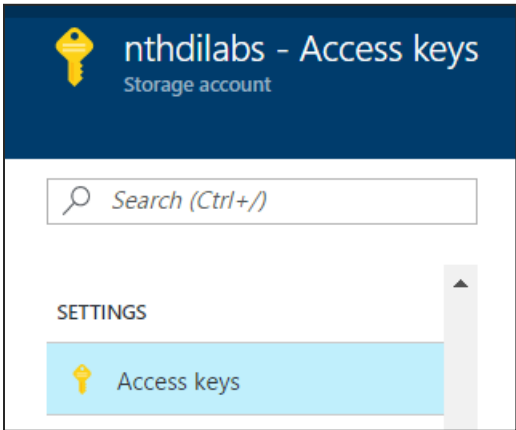 nthdilabs - Access keys
Storage account
Search (Ctrl+/)
SETTINGS
Access keys